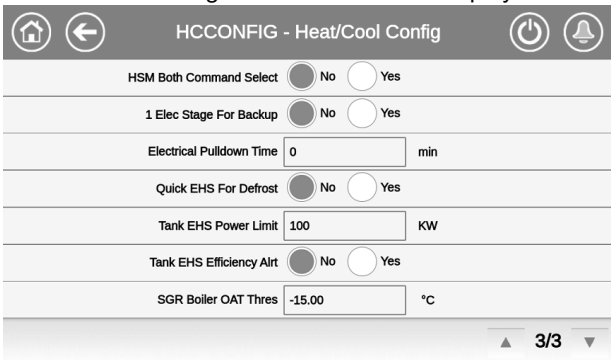 HCCONFIG - Heat/Cool Config
HSM Both Command Select No Yes
1 Elec Stage For Backup No Yes
Electrical Pulldown Time 0 min
Quick EHS For Defrost No Yes
Tank EHS Power Limit 100 KW
Tank EHS Efficiency Alrt No Yes
SGR Boiler OAT Thres -15.00 °C
3/3